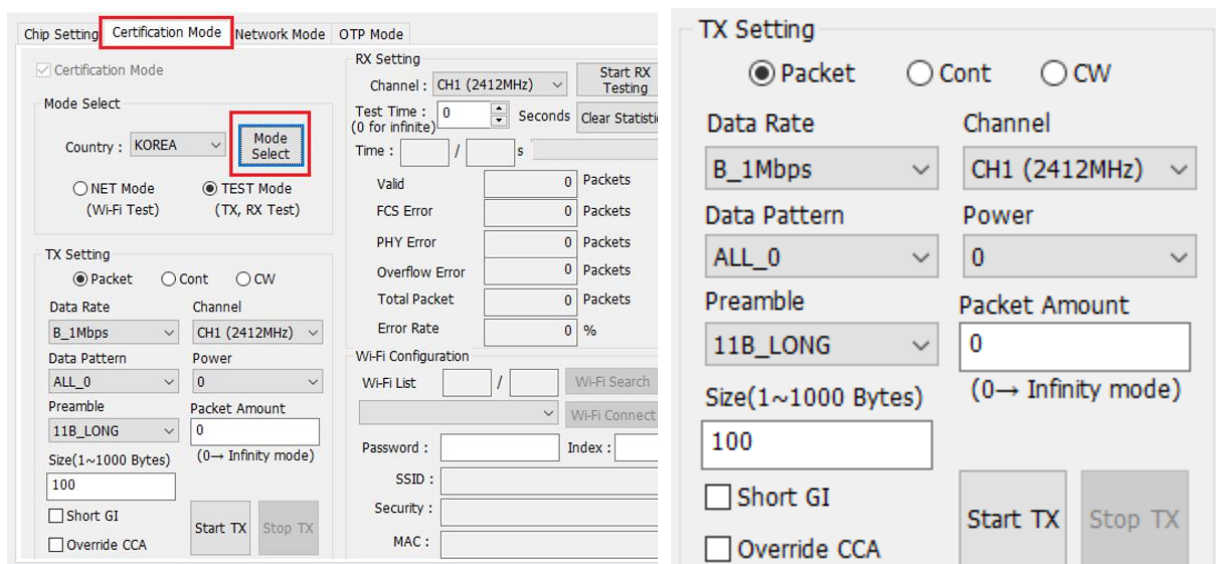 Chip Setting Certification Mode Network Mode OTP Mode
Certification Mode
Mode Select
Country : KOREA
Mode
Select
NET Mode
(Wi-Fi Test)
TEST Mode
(TX, RX Test)
TX Setting
Packet Cont CW
Data Rate Channel
B_1Mbps CH1 (2412MHz)
Data Pattern Power
ALL_0 0
Preamble Packet Amount
11B_LONG 0
Size(1~1000 Bytes) (0→ Infinity mode)
100
Short GI
Override CCA
Start TX Stop TX
RX Setting
Channel : CH1 (2412MHz)
Start RX
Testing
Test Time : 0 Seconds
(0 for infinite)
Clear Statisti
Time : / s
Valid 0 Packets
FCS Error 0 Packets
PHY Error 0 Packets
Overflow Error 0 Packets
Total Packet 0 Packets
Error Rate 0 %
Wi-Fi Configuration
Wi-Fi List / Wi-Fi Search
Wi-Fi Connect
Password : Index :
SSID :
Security :
MAC :
TX Setting
Packet Cont CW
Data Rate Channel
B_1Mbps CH1 (2412MHz)
Data Pattern Power
ALL_0 0
Preamble Packet Amount
11B_LONG 0
Size(1~1000 Bytes) (0→ Infinity mode)
100
Short GI
Override CCA
Start TX Stop TX